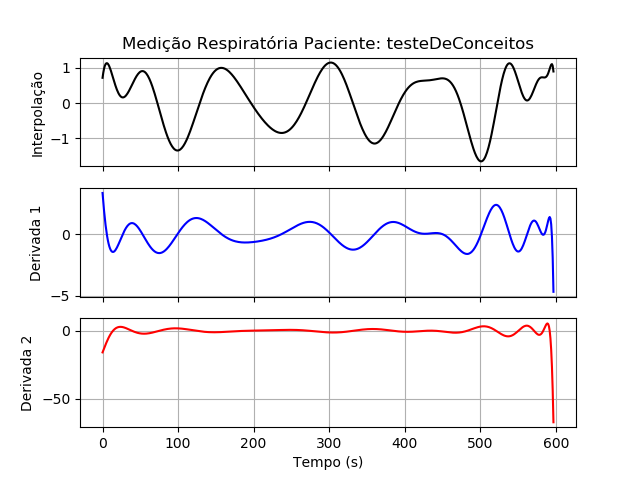 Medição Respiratória Paciente: testeDeConceitos
Interpolação
1
0
−1
Derivada 1
0
−5
Derivada 2
0
−50
0 100 200 300 400 500 600
Tempo (s)